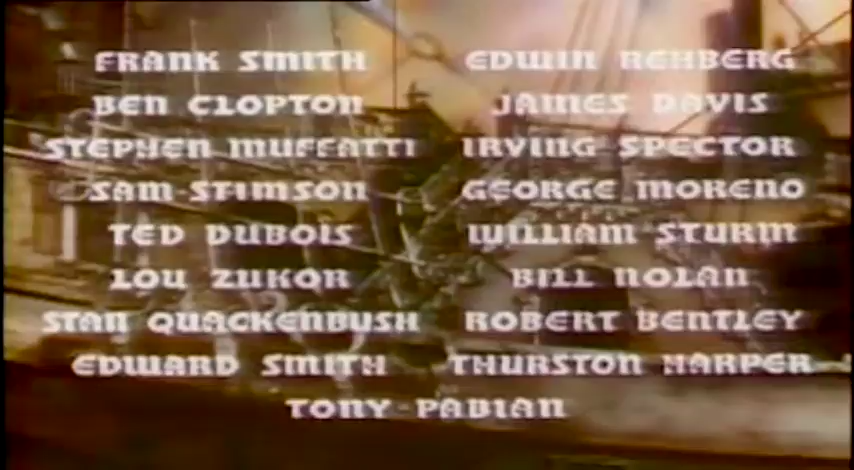 FRANK SMITH EDWIN REHBERG
BEN CLOPTON JAMES DAVIS
STEPHEN MUFFATTI IRVING SPECTOR
SAM STIMSON GEORGE MORENO
TED DUBOIS WILLIAM STURM
LOU ZUKOR BILL NOLAN
STAN QUACKENBUSH ROBERT BENTLEY
EDWARD SMITH THURSTON HARPER
TONY PABIAN